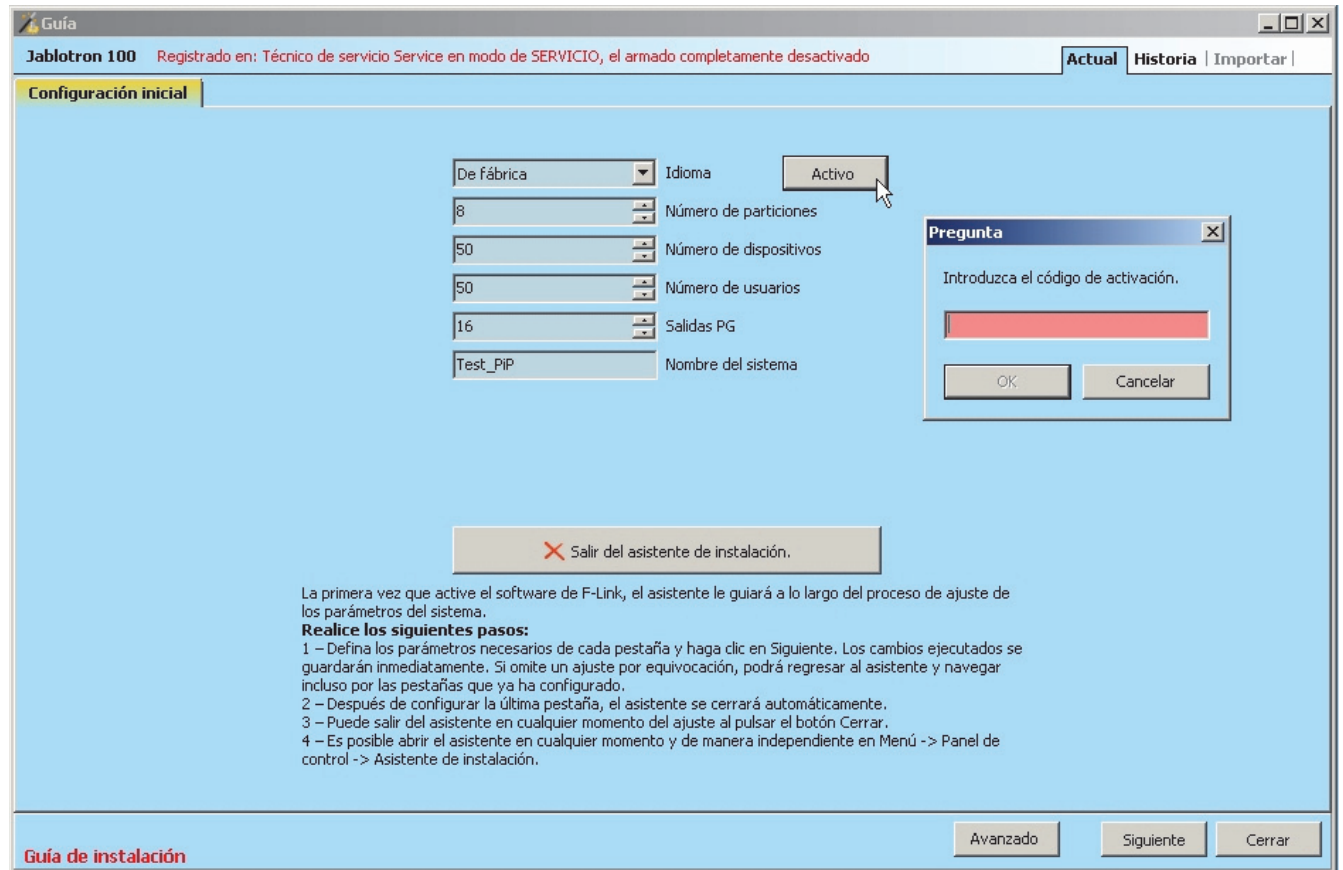 Guía
Jablotron 100 Registrado en: Técnico de servicio Service en modo de SERVICIO, el armado completamente desactivado
Actual Historia | Importar |
Configuración inicial
De fábrica Idioma Activo
8 Número de particiones
50 Número de dispositivos
50 Número de usuarios
16 Salidas PG
Test_PiP Nombre del sistema
Pregunta
Introduzca el código de activación.
OK Cancelar
Salir del asistente de instalación.
La primera vez que active el software de F-Link, el asistente le guiará a lo largo del proceso de ajuste de
los parámetros del sistema.
Realice los siguientes pasos:
1 – Defina los parámetros necesarios de cada pestaña y haga clic en Siguiente. Los cambios ejecutados se
guardarán inmediatamente. Si omite un ajuste por equivocación, podrá regresar al asistente y navegar
incluso por las pestañas que ya ha configurado.
2 – Después de configurar la última pestaña, el asistente se cerrará automáticamente.
3 – Puede salir del asistente en cualquier momento del ajuste al pulsar el botón Cerrar.
4 – Es posible abrir el asistente en cualquier momento y de manera independiente en Menú -> Panel de
control -> Asistente de instalación.
Guía de instalación
Avanzado Siguiente Cerrar